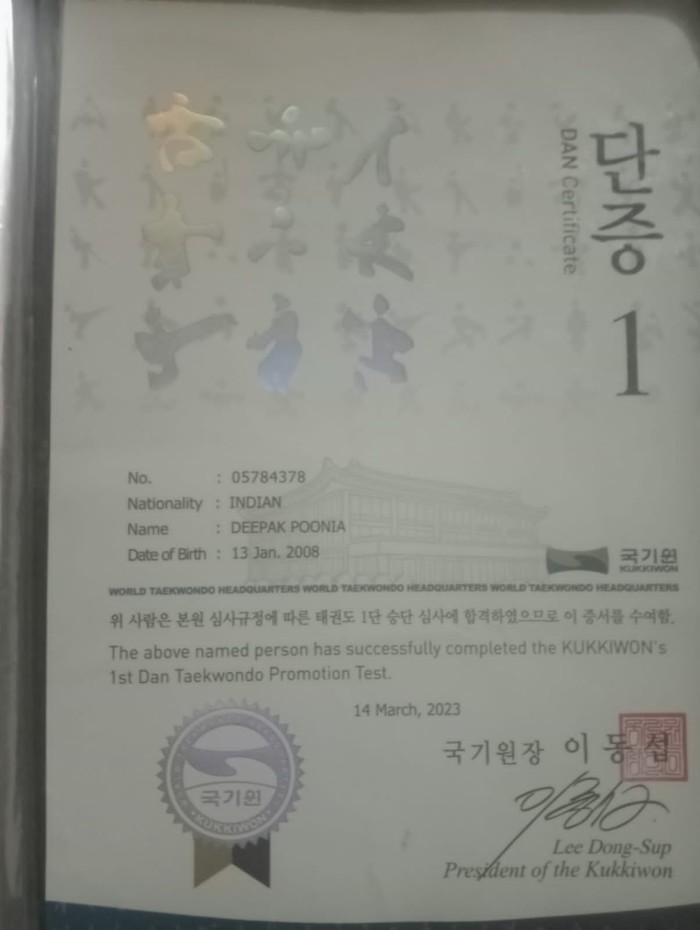 단증
DAN Certificate
1
No. : 05784378
Nationality : INDIAN
Name : DEEPAK POONIA
Date of Birth : 13 Jan. 2008
국기원
KUKKIWON
WORLD TAEKWONDO HEADQUARTERS WORLD TAEKWONDO HEADQUARTERS WORLD TAEKWONDO HEADQUARTERS
위 사람은 본원 심사규정에 따른 태권도 1단 승단 심사에 합격하였으므로 이 증서를 수여함.
The above named person has successfully completed the KUKKIWON's
1st Dan Taekwondo Promotion Test.
14 March, 2023
국기원장 이동섭
국기원
KUKKIWON
Lee Dong-Sup
President of the Kukkiwon